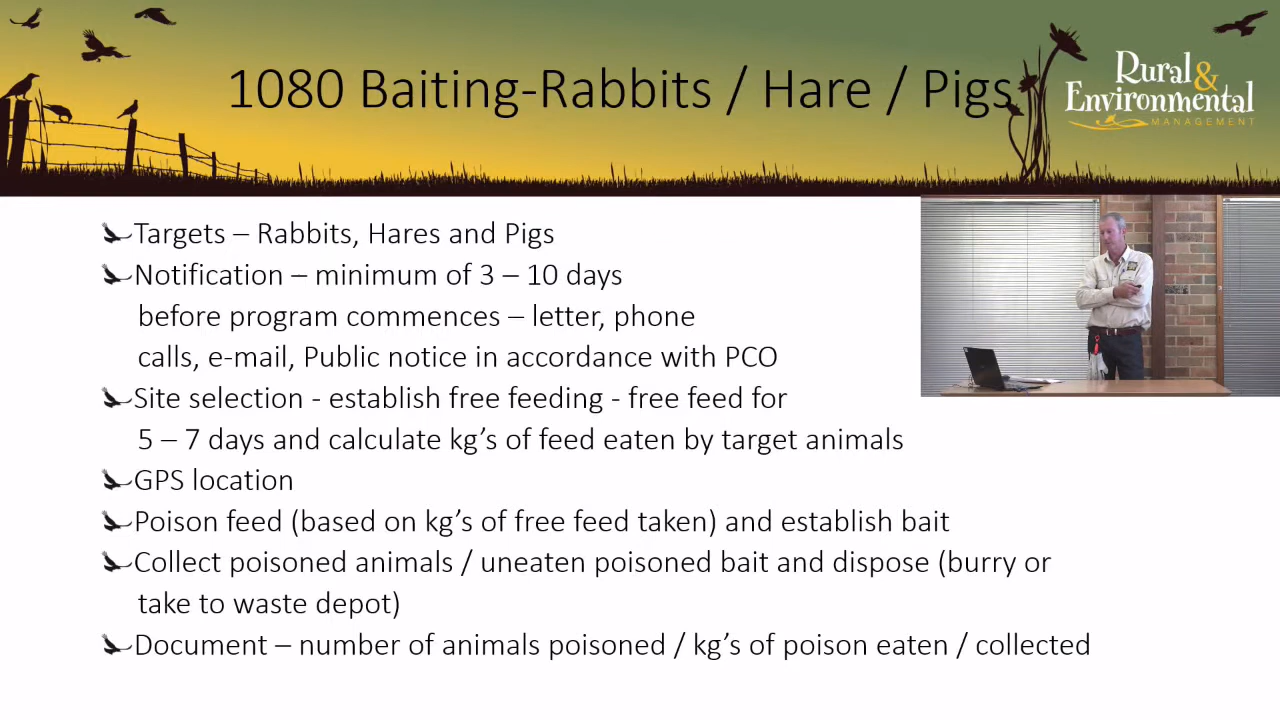 1080 Baiting-Rabbits / Hare / Pigs
Rural &
Environmental
MANAGEMENT
Targets – Rabbits, Hares and Pigs
Notification – minimum of 3 – 10 days
before program commences – letter, phone
calls, e-mail, Public notice in accordance with PCO
Site selection - establish free feeding - free feed for
5 – 7 days and calculate kg’s of feed eaten by target animals
GPS location
Poison feed (based on kg’s of free feed taken) and establish bait
Collect poisoned animals / uneaten poisoned bait and dispose (burry or
take to waste depot)
Document – number of animals poisoned / kg’s of poison eaten / collected